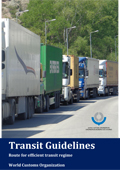 Transit Guidelines
Route for efficient transit regime
World Customs Organization